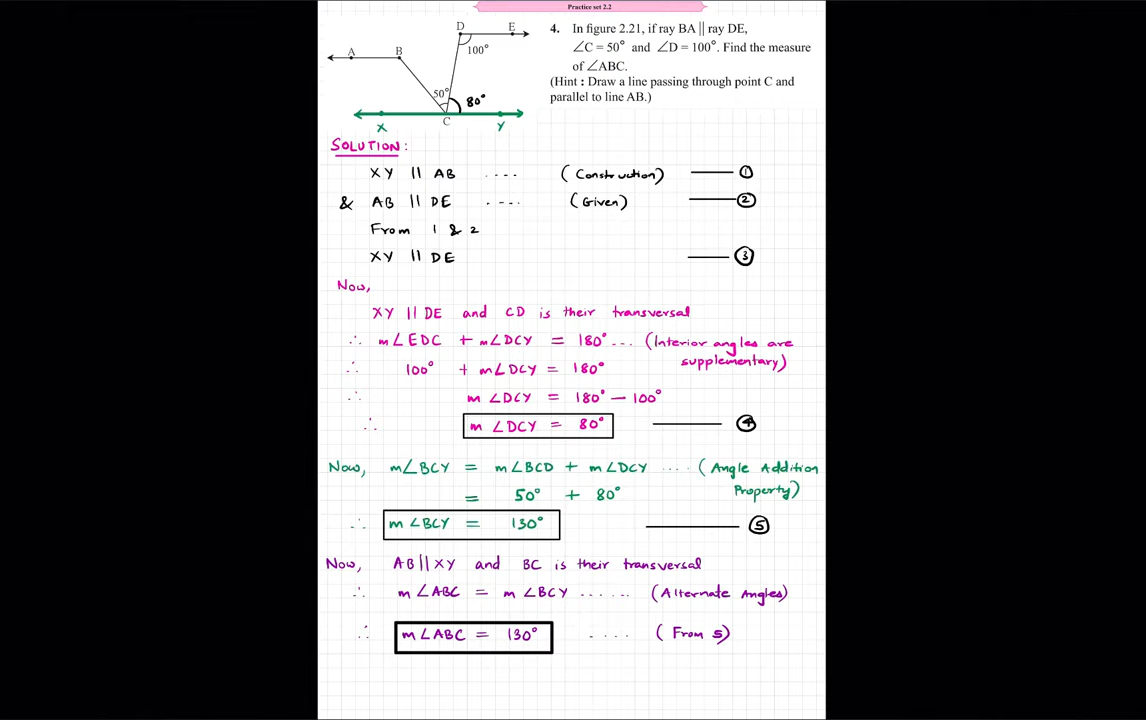 Practice set 2.2
4. In figure 2.21, if ray BA || ray DE,
∠C = 50° and ∠D = 100°. Find the measure
of ∠ABC.
(Hint : Draw a line passing through point C and
parallel to line AB.)
D E
100°
A B
50° 80°
C
X Y
SOLUTION:
XY || AB .... (Construction) ——— ①
& AB || DE .... (Given) ——— ②
From 1 & 2
XY || DE ——— ③
Now,
XY || DE and CD is their transversal
∴ m∠EDC + m∠DCY = 180° ... (Interior angles are
supplementary)
∴ 100° + m∠DCY = 180°
∴ m∠DCY = 180° — 100°
∴ m∠DCY = 80° ——— ④
Now, m∠BCY = m∠BCD + m∠DCY .... (Angle Addition
Property)
= 50° + 80°
∴ m∠BCY = 130° ——— ⑤
Now, AB || XY and BC is their transversal
∴ m∠ABC = m∠BCY ...... (Alternate Angles)
∴ m∠ABC = 130° .... (From 5)